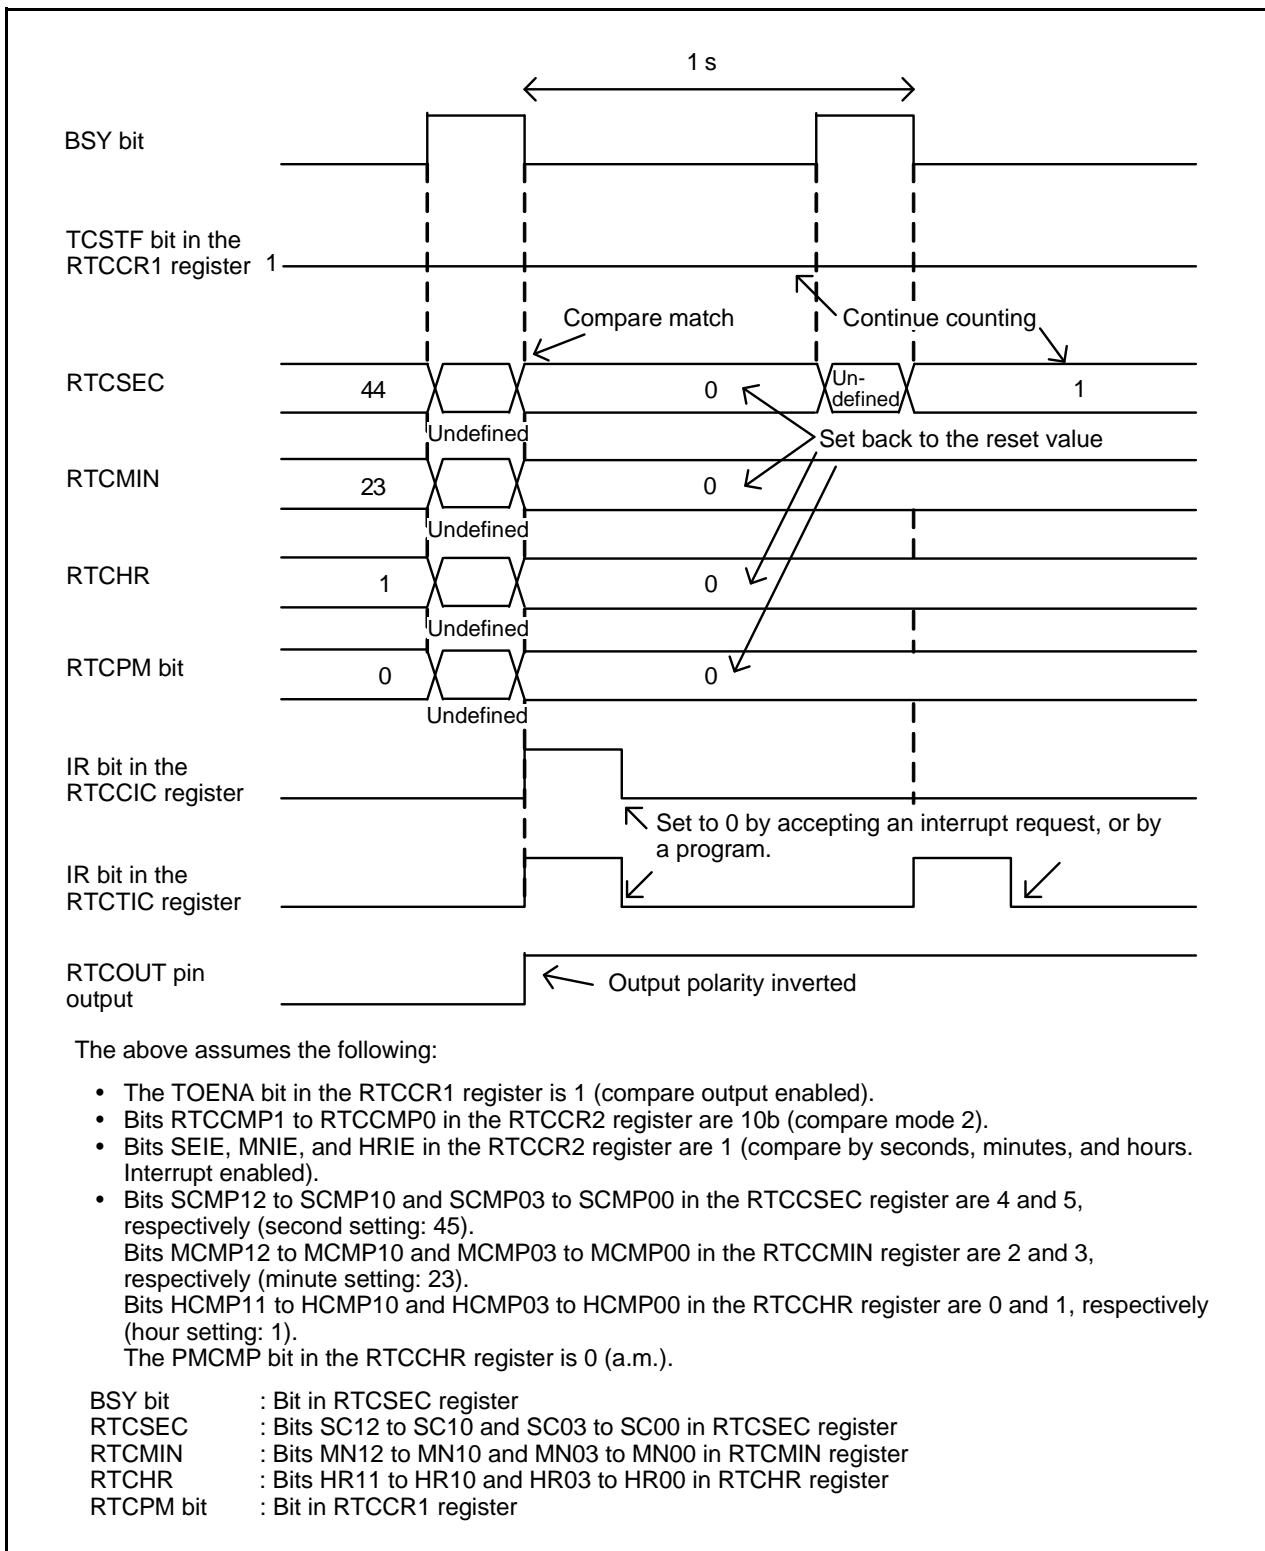 1 s
BSY bit
TCSTF bit in the
RTCCR1 register 1
Compare match
Continue counting
RTCSEC
44
0
Un-
defined
1
Undefined
Set back to the reset value
RTCMIN
23
0
Undefined
RTCHR
1
0
Undefined
RTCPM bit
0
0
Undefined
IR bit in the
RTCCIC register
Set to 0 by accepting an interrupt request, or by
a program.
IR bit in the
RTCTIC register
RTCOUT pin
output
Output polarity inverted
The above assumes the following:
• The TOENA bit in the RTCCR1 register is 1 (compare output enabled).
• Bits RTCCMP1 to RTCCMP0 in the RTCCR2 register are 10b (compare mode 2).
• Bits SEIE, MNIE, and HRIE in the RTCCR2 register are 1 (compare by seconds, minutes, and hours.
Interrupt enabled).
• Bits SCMP12 to SCMP10 and SCMP03 to SCMP00 in the RTCCSEC register are 4 and 5,
respectively (second setting: 45).
Bits MCMP12 to MCMP10 and MCMP03 to MCMP00 in the RTCCMIN register are 2 and 3,
respectively (minute setting: 23).
Bits HCMP11 to HCMP10 and HCMP03 to HCMP00 in the RTCCHR register are 0 and 1, respectively
(hour setting: 1).
The PMCMP bit in the RTCCHR register is 0 (a.m.).
BSY bit : Bit in RTCSEC register
RTCSEC : Bits SC12 to SC10 and SC03 to SC00 in RTCSEC register
RTCMIN : Bits MN12 to MN10 and MN03 to MN00 in RTCMIN register
RTCHR : Bits HR11 to HR10 and HR03 to HR00 in RTCHR register
RTCPM bit : Bit in RTCCR1 register